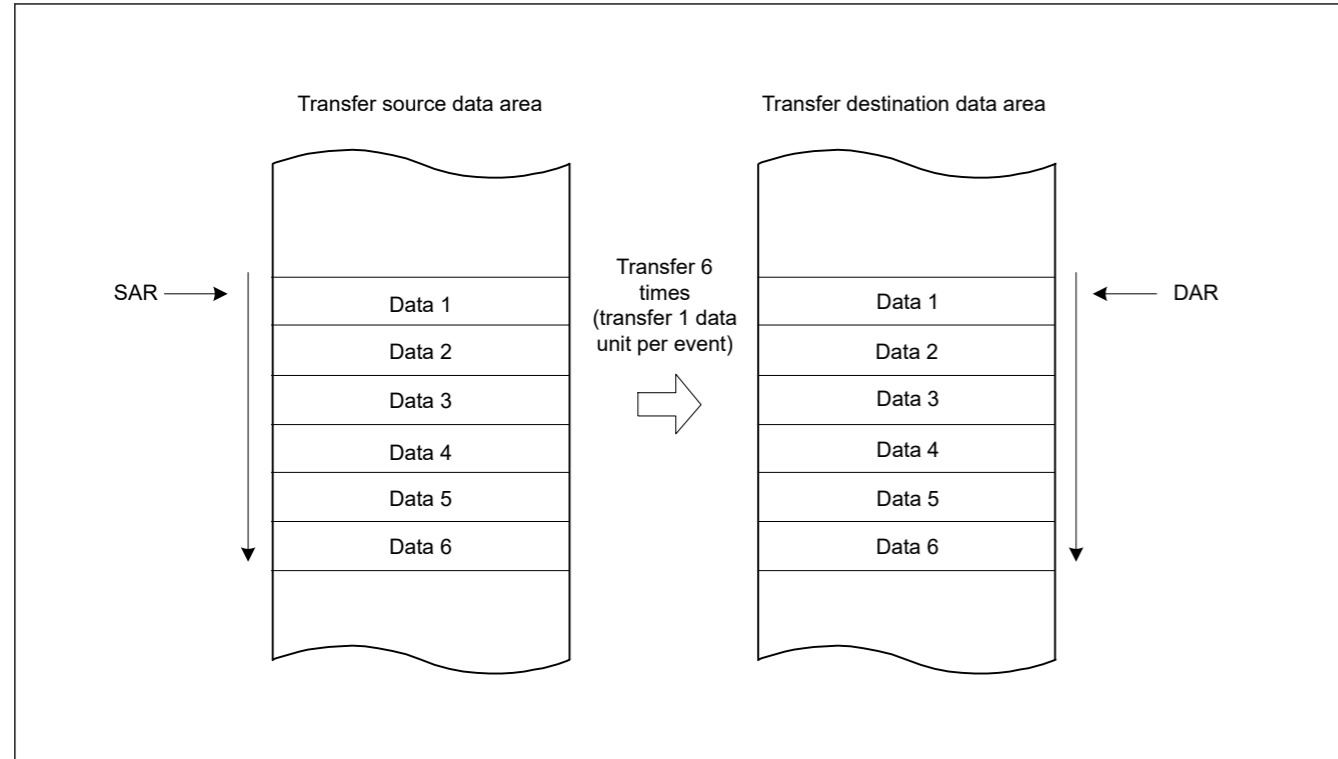 Transfer source data area
Transfer destination data area
SAR
Data 1
Data 2
Data 3
Data 4
Data 5
Data 6
Transfer 6
times
(transfer 1 data
unit per event)
Data 1
Data 2
Data 3
Data 4
Data 5
Data 6
DAR